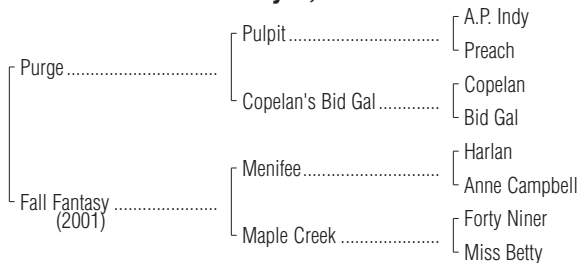 A.P. Indy
Pulpit
Preach
Purge
Copelan
Copelan's Bid Gal
Bid Gal
Harlan
Menifee
Anne Campbell
Fall Fantasy
(2001)
Forty Niner
Maple Creek
Miss Betty